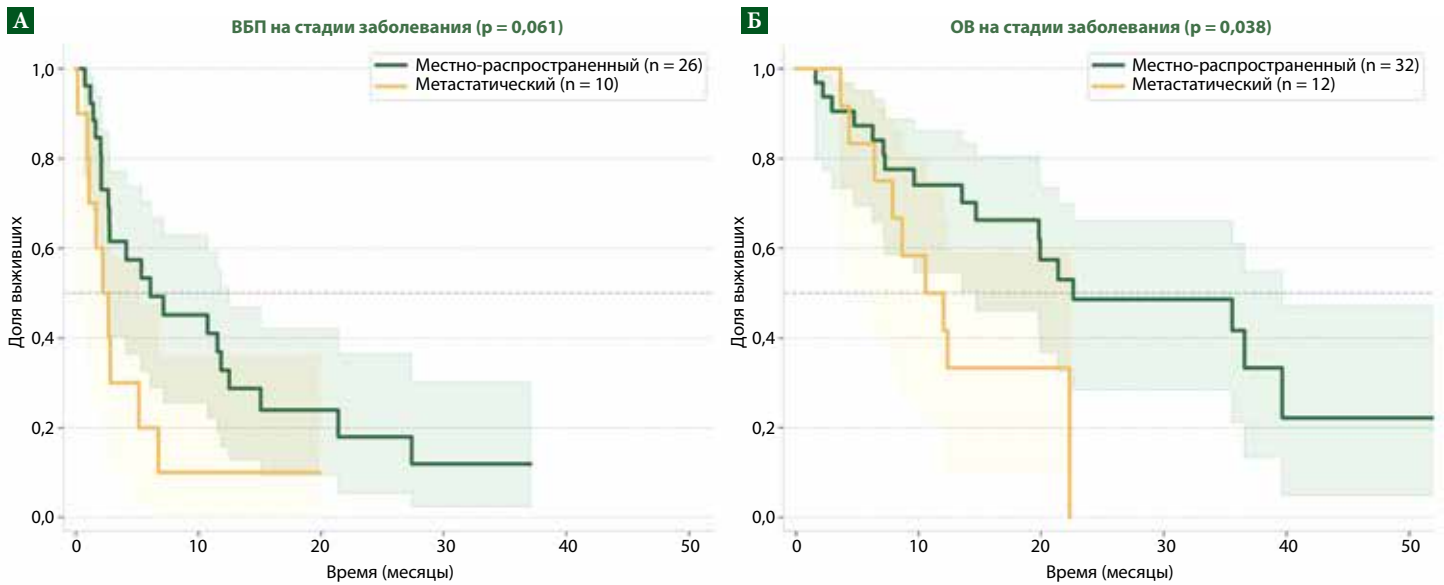 А
ВБП на стадии заболевания (p = 0,061)
Местно-распространенный (n = 26)
Метастатический (n = 10)
Доля выживших
1,0
0,8
0,6
0,4
0,2
0,0
0 10 20 30 40 50
Время (месяцы)
Б
ОВ на стадии заболевания (p = 0,038)
Местно-распространенный (n = 32)
Метастатический (n = 12)
Доля выживших
1,0
0,8
0,6
0,4
0,2
0,0
0 10 20 30 40 50
Время (месяцы)